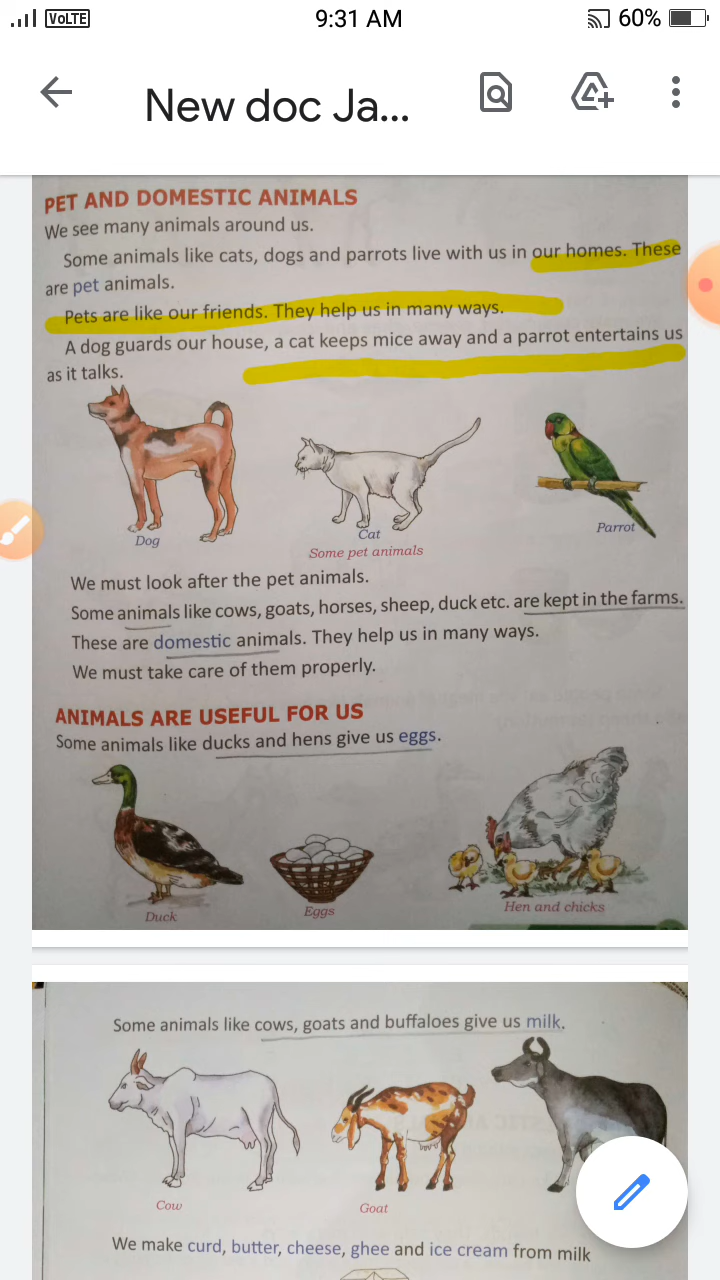 VoLTE 9:31 AM 60%
New doc Ja...
PET AND DOMESTIC ANIMALS
We see many animals around us.
Some animals like cats, dogs and parrots live with us in our homes. These
are pet animals.
Pets are like our friends. They help us in many ways.
A dog guards our house, a cat keeps mice away and a parrot entertains us
as it talks.
Dog
Cat
Parrot
Some pet animals
We must look after the pet animals.
Some animals like cows, goats, horses, sheep, duck etc. are kept in the farms.
These are domestic animals. They help us in many ways.
We must take care of them properly.
ANIMALS ARE USEFUL FOR US
Some animals like ducks and hens give us eggs.
Duck
Eggs
Hen and chicks
Some animals like cows, goats and buffaloes give us milk.
Cow
Goat
We make curd, butter, cheese, ghee and ice cream from milk